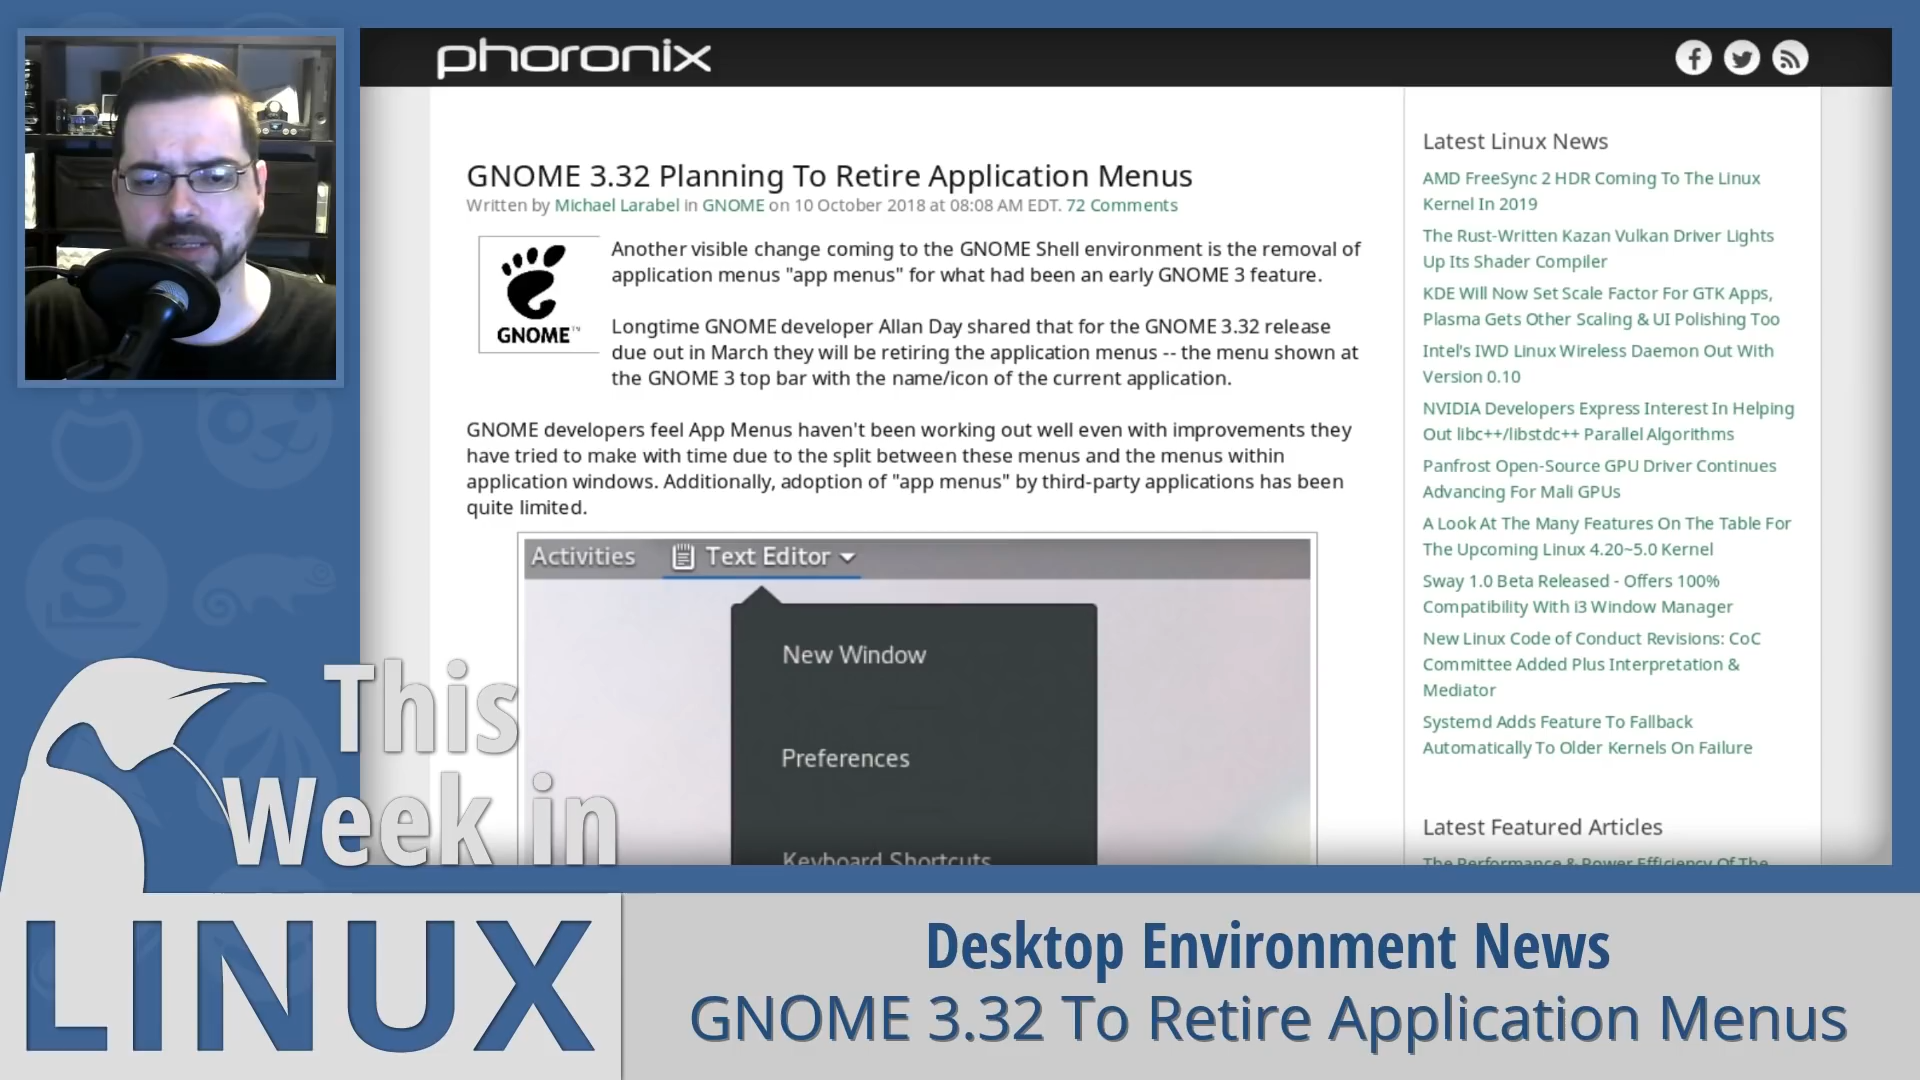 phoronix
GNOME 3.32 Planning To Retire Application Menus
Written by Michael Larabel in GNOME on 10 October 2018 at 08:08 AM EDT. 72 Comments
GNOME™
Another visible change coming to the GNOME Shell environment is the removal of
application menus "app menus" for what had been an early GNOME 3 feature.
Longtime GNOME developer Allan Day shared that for the GNOME 3.32 release
due out in March they will be retiring the application menus -- the menu shown at
the GNOME 3 top bar with the name/icon of the current application.
GNOME developers feel App Menus haven't been working out well even with improvements they
have tried to make with time due to the split between these menus and the menus within
application windows. Additionally, adoption of "app menus" by third-party applications has been
quite limited.
Activities
Text Editor
New Window
Preferences
Keyboard Shortcuts
Latest Linux News
AMD FreeSync 2 HDR Coming To The Linux
Kernel In 2019
The Rust-Written Kazan Vulkan Driver Lights
Up Its Shader Compiler
KDE Will Now Set Scale Factor For GTK Apps,
Plasma Gets Other Scaling & UI Polishing Too
Intel's IWD Linux Wireless Daemon Out With
Version 0.10
NVIDIA Developers Express Interest In Helping
Out libc++/libstdc++ Parallel Algorithms
Panfrost Open-Source GPU Driver Continues
Advancing For Mali GPUs
A Look At The Many Features On The Table For
The Upcoming Linux 4.20~5.0 Kernel
Sway 1.0 Beta Released - Offers 100%
Compatibility With i3 Window Manager
New Linux Code of Conduct Revisions: CoC
Committee Added Plus Interpretation &
Mediator
Systemd Adds Feature To Fallback
Automatically To Older Kernels On Failure
Latest Featured Articles
The Performance & Power Efficiency Of The
This
Week in
LINUX
Desktop Environment News
GNOME 3.32 To Retire Application Menus